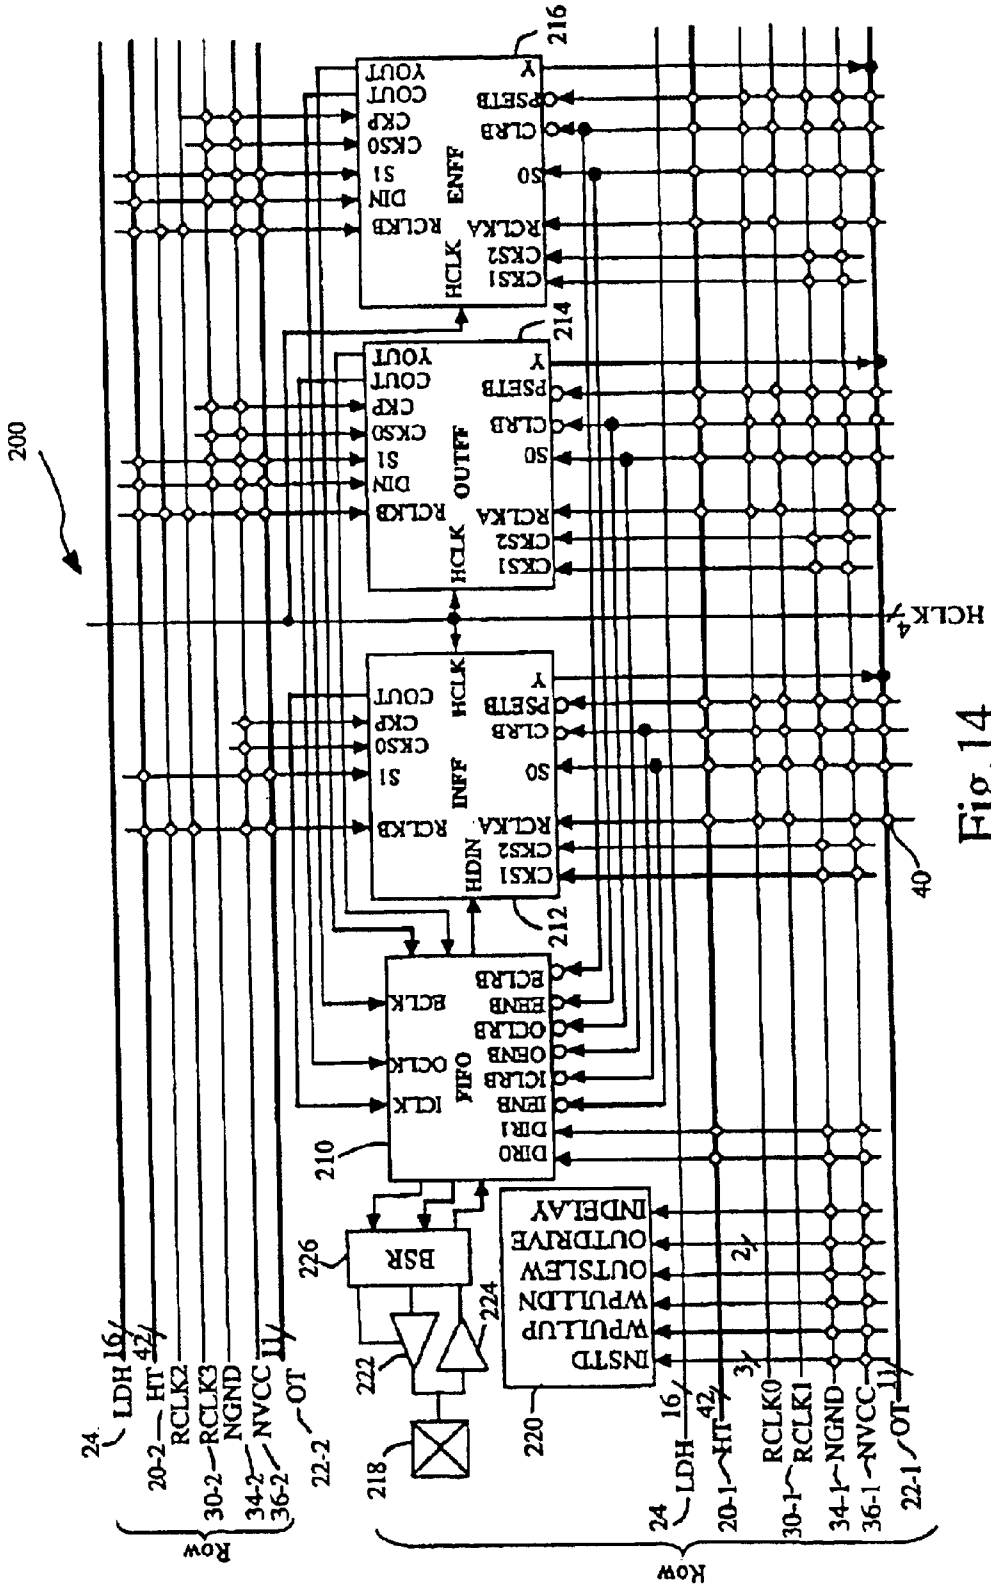 200
Row
24
LDH
16
20-2
HT
42
RCLK2
30-2
RCLK3
34-2
NGND
36-2
NVCC
22-2
OT
11
218
222
224
226
BSR
210
FIFO
ICLK
OCLK
ECLK
DIR0
DIR1
IENB
ICLRB
OENB
OCLRB
EENB
ECLRB
212
INFF
HDIN
HCLK
RCLKB
S1
CKS0
CKP
COUT
CKS1
CKS2
RCLKA
S0
CLRB
PSETB
Y
214
OUTFF
HCLK
RCLKB
DIN
S1
CKS0
CKP
COUT
YOUT
CKS1
CKS2
RCLKA
S0
CLRB
PSETB
Y
216
ENFF
HCLK
RCLKB
DIN
S1
CKS0
CKP
COUT
YOUT
CKS1
CKS2
RCLKA
S0
CLRB
PSETB
Y
220
INSTD
WPULLUP
WPULLDN
OUTSLEW
OUTDRIVE
INDELAY
3
2
Row
24
LDH
16
20-1
HT
42
RCLK0
30-1
RCLK1
34-1
NGND
36-1
NVCC
22-1
OT
11
40
HCLK
4
Fig. 14